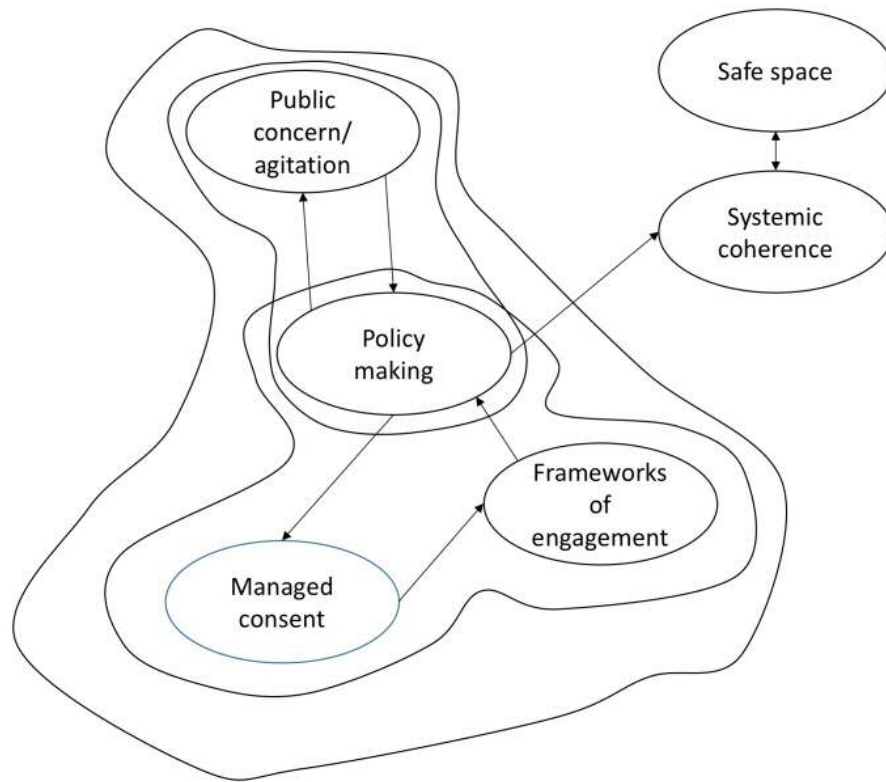 Public
concern/
agitation
Safe space
Systemic
coherence
Policy
making
Frameworks
of
engagement
Managed
consent